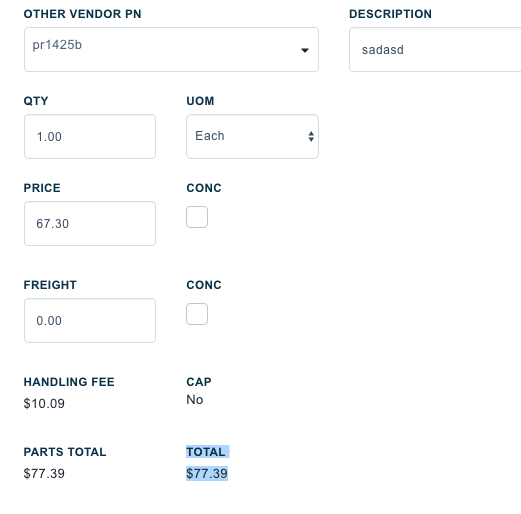 OTHER VENDOR PN
DESCRIPTION
pr1425b
sadasd
QTY
UOM
1.00
Each
PRICE
CONC
67.30
FREIGHT
CONC
0.00
HANDLING FEE
CAP
$10.09
No
PARTS TOTAL
TOTAL
$77.39
$77.39